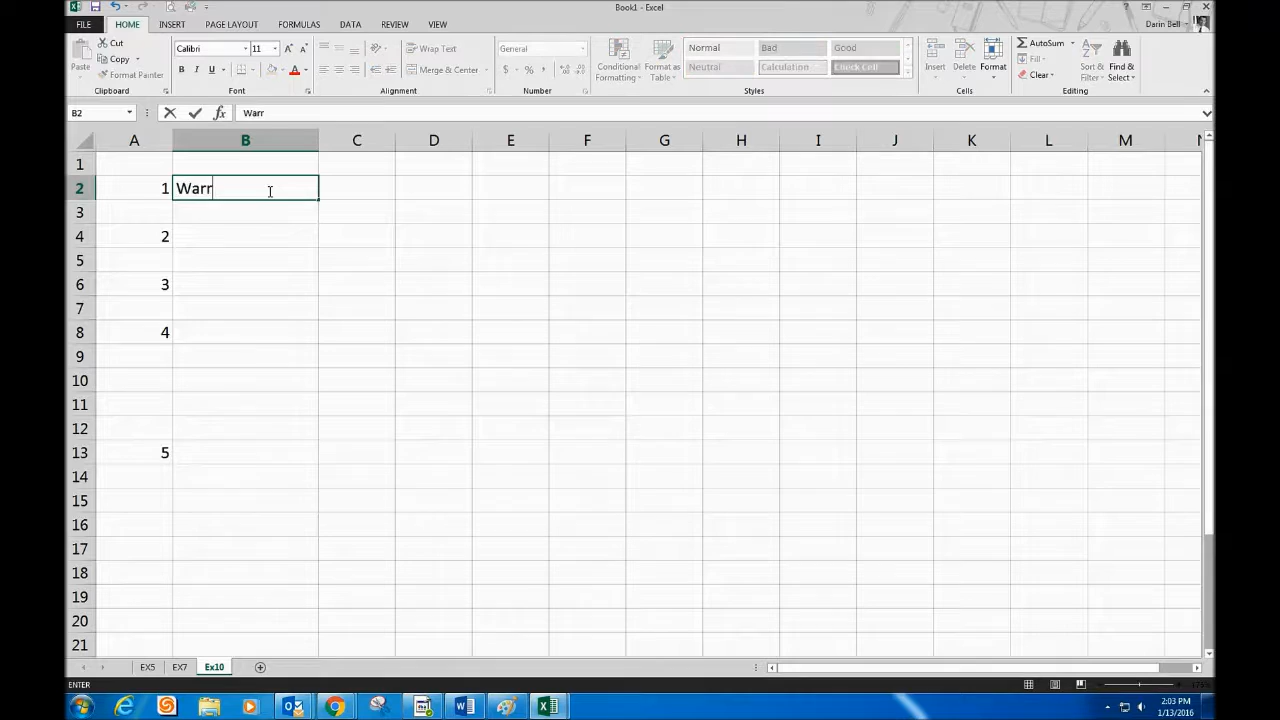 Book1 - Excel
FILE HOME INSERT PAGE LAYOUT FORMULAS DATA REVIEW VIEW Darin Bell
Cut
Copy
Format Painter
Paste
Clipboard
Calibri 11
B I U
Font
Wrap Text
Merge & Center
Alignment
General
$ % ,
Number
Conditional Formatting
Format as Table
Normal Bad Good
Neutral Calculation Check Cell
Styles
Insert Delete Format
Cells
AutoSum
Fill
Clear
Sort & Filter
Find & Select
Editing
B2 fx Warr
A B C D E F G H I J K L M N
1
2 1 Warr
3
4 2
5
6 3
7
8 4
9
10
11
12
13 5
14
15
16
17
18
19
20
21
EX5 EX7 Ex10
ENTER
2:03 PM
1/13/2016